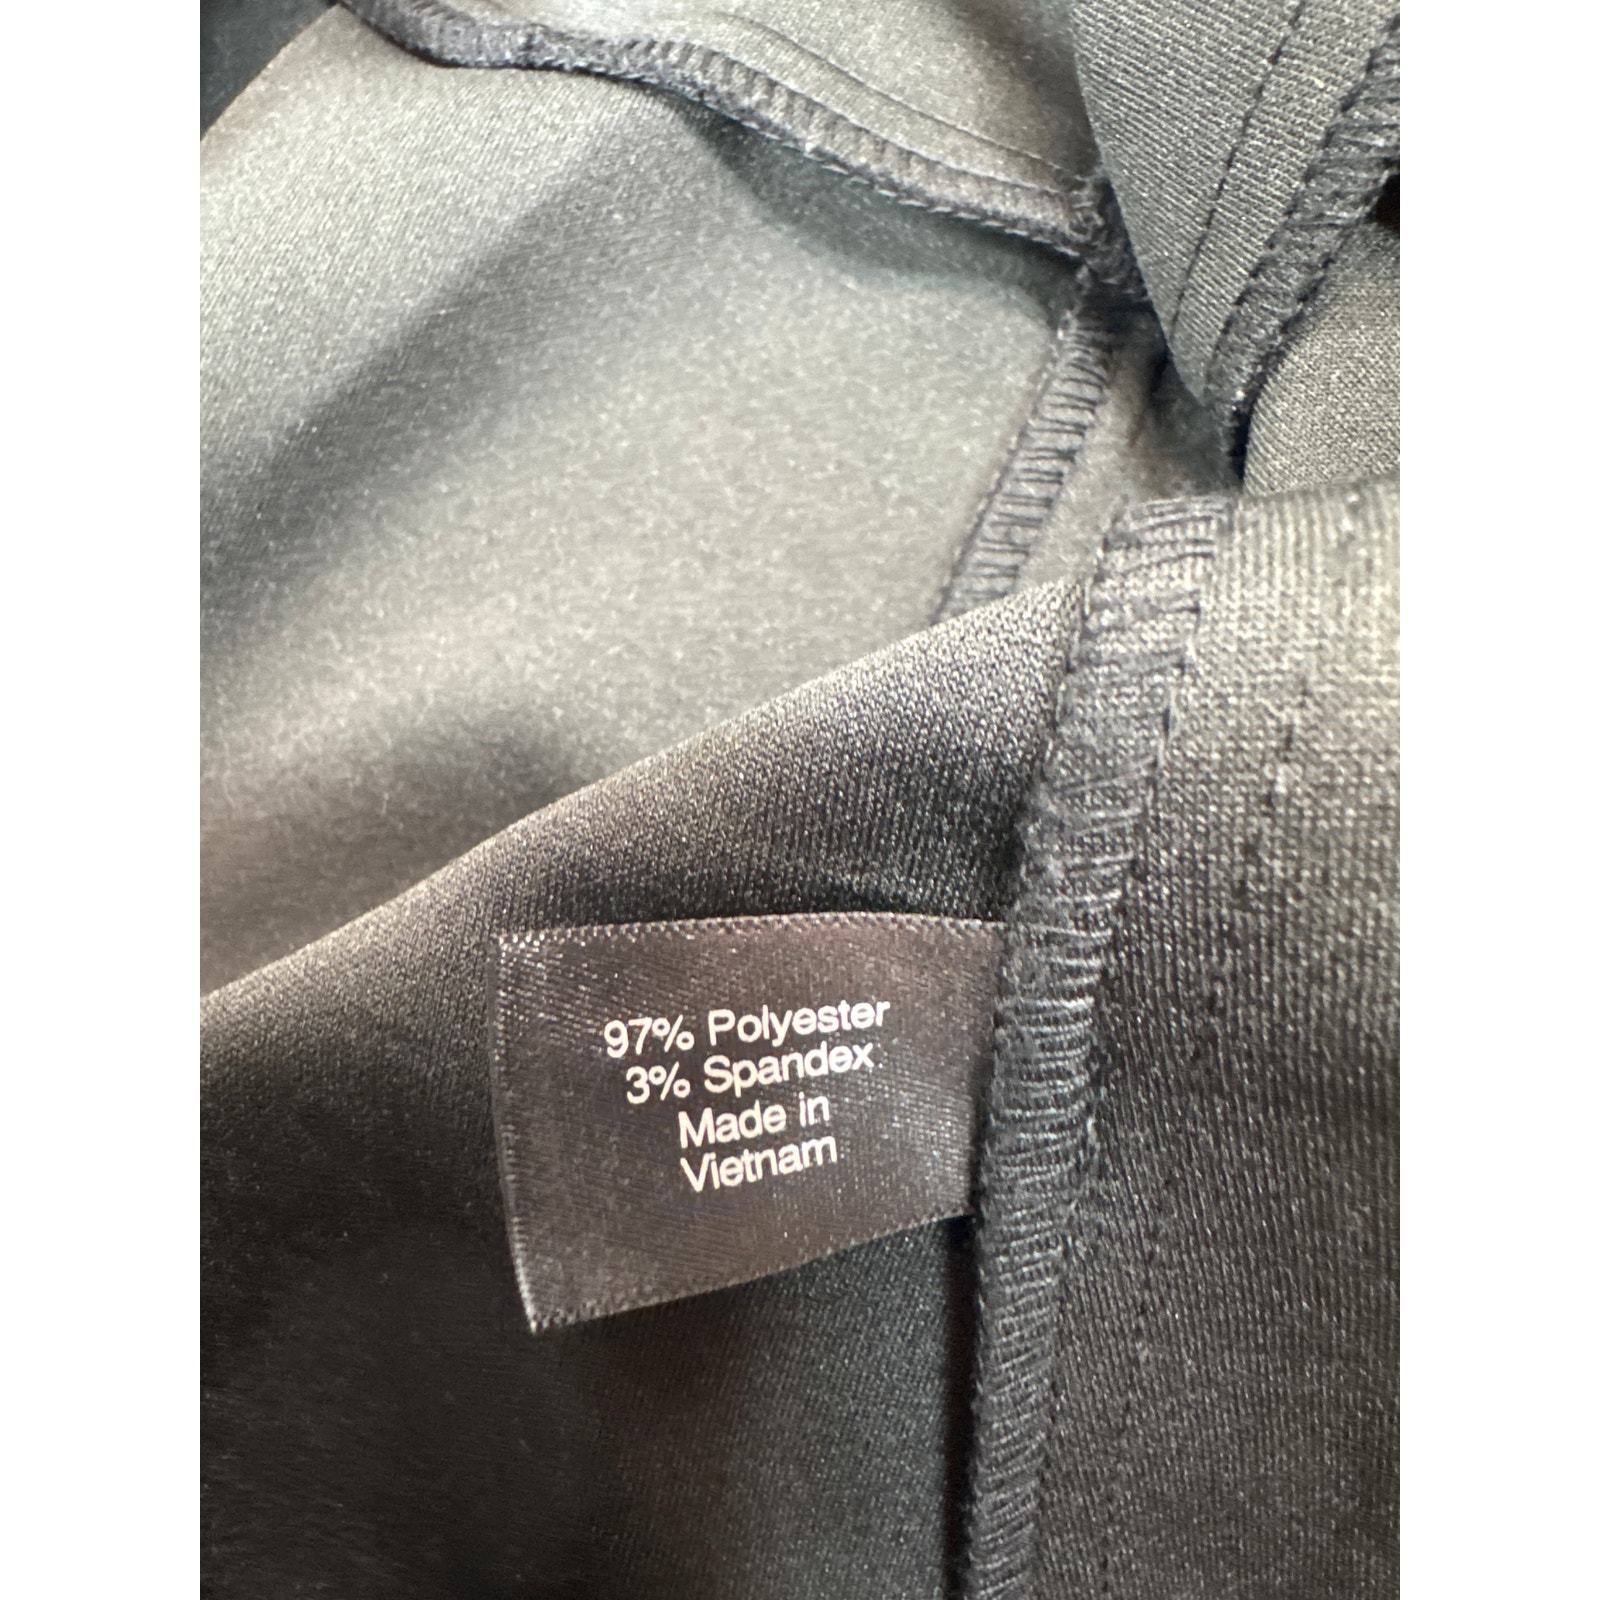 97% Polyester
3% Spandex
Made in
Vietnam